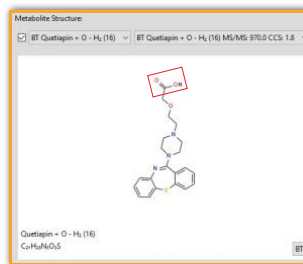 Metabolite Structure:
BT Quetiapin + O - H₂ (16) BT Quetiapin + O - H₂ (16) MS/MS: 970.0 CCS: 1.8
O OH
O
N
N
N
S
Quetiapin + O - H₂ (16)
C₂₁H₂₃N₃O₃S
BT